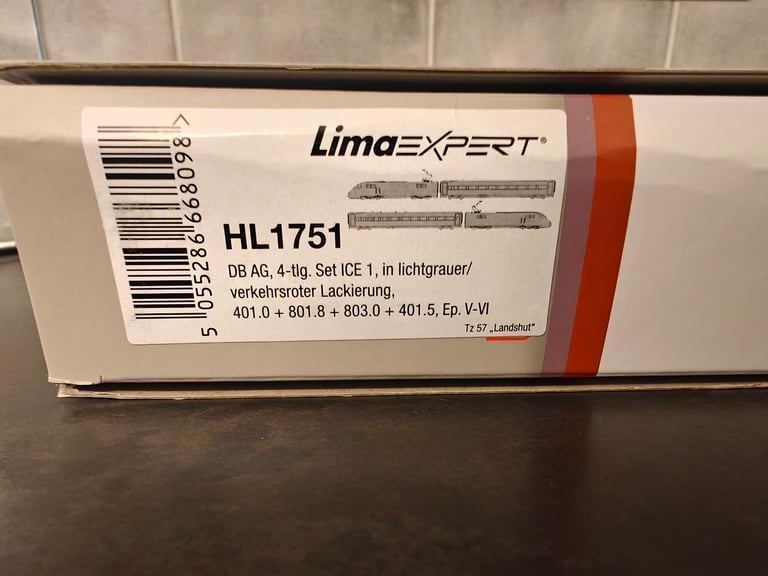 LimaEXPERT®
HL1751
DB AG, 4-tlg. Set ICE 1, in lichtgrauer/
verkehrsroter Lackierung,
401.0 + 801.8 + 803.0 + 401.5, Ep. V-VI
Tz 57 „Landshut“
5 055286 668098 >